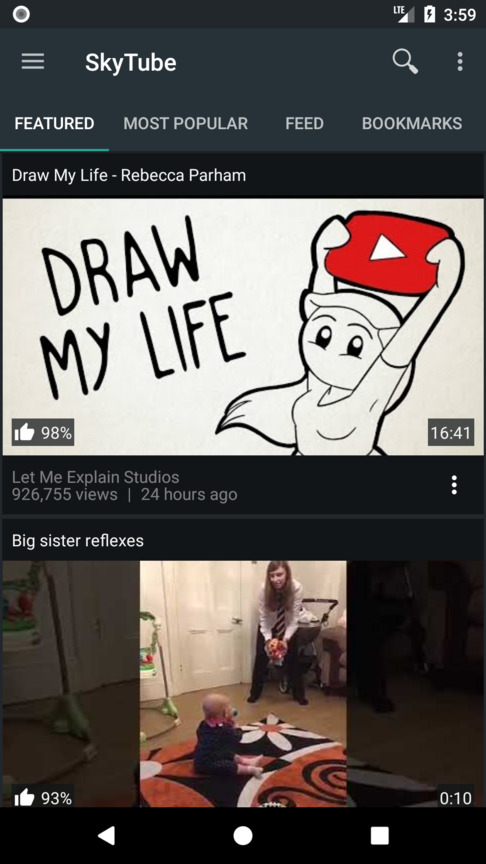 LTE 3:59
SkyTube
FEATURED MOST POPULAR FEED BOOKMARKS
Draw My Life - Rebecca Parham
DRAW
MY LIFE
98% 16:41
Let Me Explain Studios
926,755 views | 24 hours ago
Big sister reflexes
93% 0:10